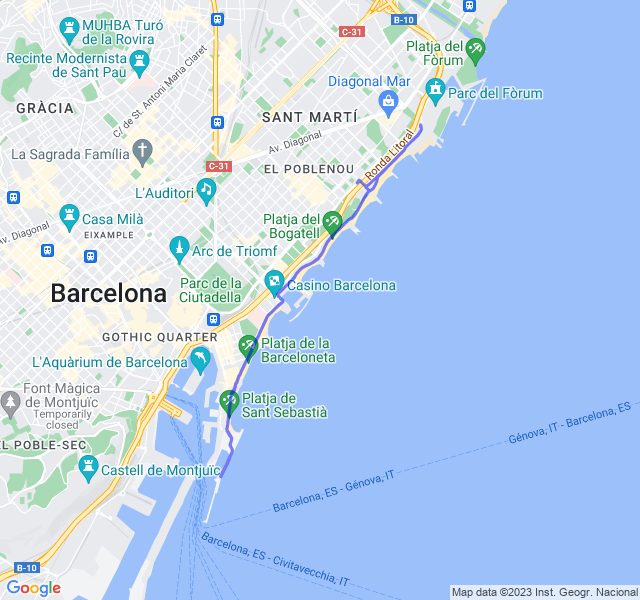 MUHBA Turó
de la Rovira
B-10
C-31
Platja del
Fòrum
Recinte Modernista
de Sant Pau
Diagonal Mar
Parc del Fòrum
GRÀCIA
C/ de St. Antoni Maria Claret
SANT MARTÍ
Av. Diagonal
Ronda Litoral
La Sagrada Família
C-31
EL POBLENOU
L'Auditori
Casa Milà
Av. Diagonal
EIXAMPLE
Platja del
Bogatell
Arc de Triomf
Parc de la
Ciutadella
Casino Barcelona
Barcelona
GOTHIC QUARTER
Platja de la
Barceloneta
L'Aquàrium de Barcelona
Font Màgica
de Montjuïc
Temporarily
closed
Platja de
Sant Sebastià
EL POBLE-SEC
Génova, IT - Barcelona, ES
Castell de Montjuïc
Barcelona, ES - Génova, IT
Barcelona, ES - Civitavecchia, IT
B-10
Google
Map data ©2023 Inst. Geogr. Nacional